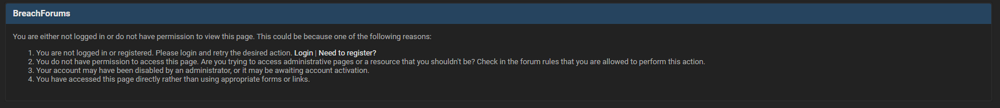 BreachForums
You are either not logged in or do not have permission to view this page. This could be because one of the following reasons:
1. You are not logged in or registered. Please login and retry the desired action. Login | Need to register?
2. You do not have permission to access this page. Are you trying to access administrative pages or a resource that you shouldn't be? Check in the forum rules that you are allowed to perform this action.
3. Your account may have been disabled by an administrator, or it may be awaiting account activation.
4. You have accessed this page directly rather than using appropriate forms or links.